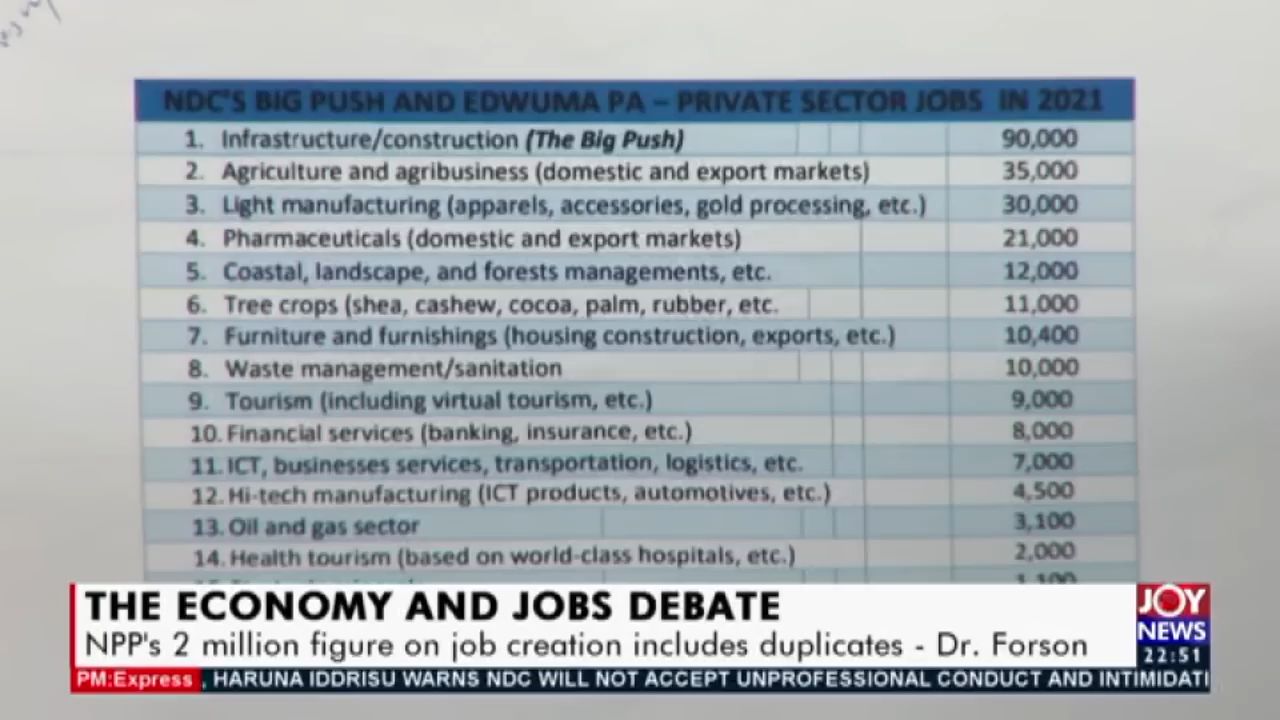 NDC'S BIG PUSH AND EDWUMA PA – PRIVATE SECTOR JOBS IN 2021
1. Infrastructure/construction (The Big Push) 90,000
2. Agriculture and agribusiness (domestic and export markets) 35,000
3. Light manufacturing (apparels, accessories, gold processing, etc.) 30,000
4. Pharmaceuticals (domestic and export markets) 21,000
5. Coastal, landscape, and forests managements, etc. 12,000
6. Tree crops (shea, cashew, cocoa, palm, rubber, etc. 11,000
7. Furniture and furnishings (housing construction, exports, etc.) 10,400
8. Waste management/sanitation 10,000
9. Tourism (including virtual tourism, etc.) 9,000
10. Financial services (banking, insurance, etc.) 8,000
11. ICT, businesses services, transportation, logistics, etc. 7,000
12. Hi-tech manufacturing (ICT products, automotives, etc.) 4,500
13. Oil and gas sector 3,100
14. Health tourism (based on world-class hospitals, etc.) 2,000
1,100
THE ECONOMY AND JOBS DEBATE
NPP's 2 million figure on job creation includes duplicates - Dr. Forson
JOY
NEWS
22:51
PM:Express , HARUNA IDDRISU WARNS NDC WILL NOT ACCEPT UNPROFESSIONAL CONDUCT AND INTIMIDATI